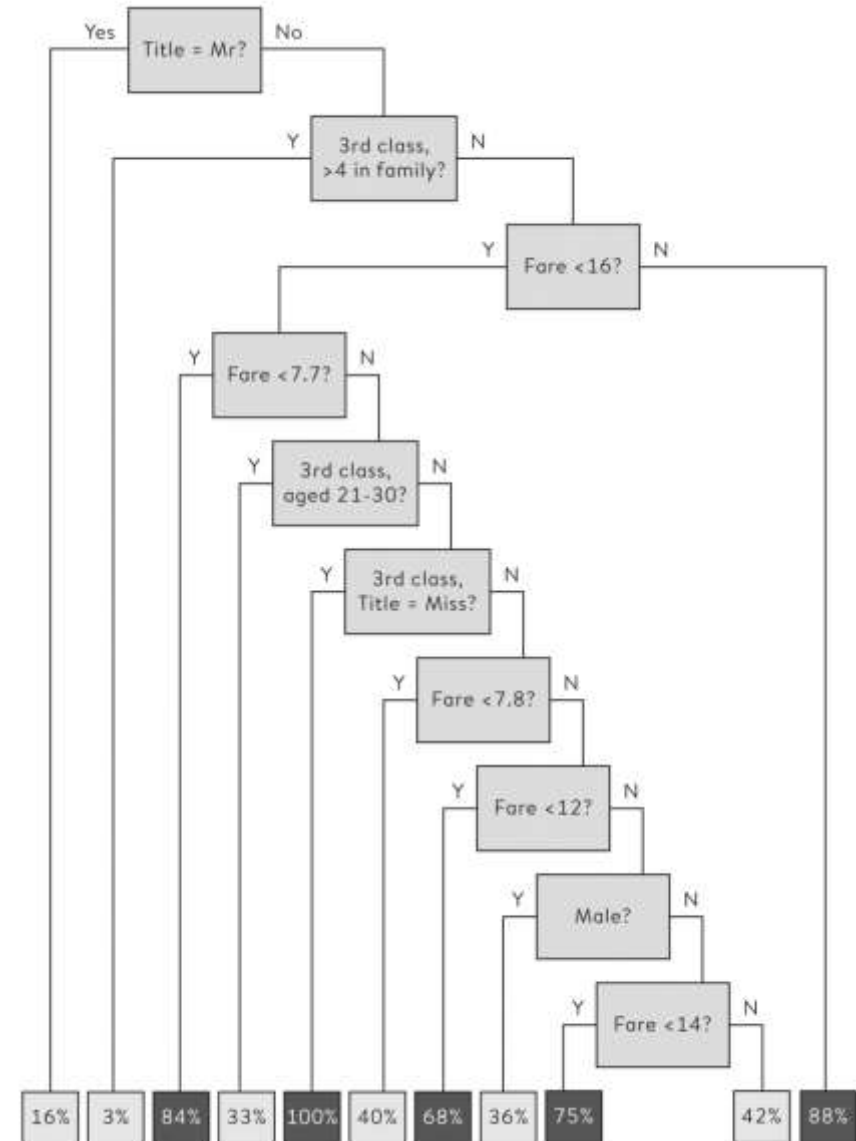 Yes
Title = Mr?
No
Y
3rd class,
>4 in family?
N
Y
Fare <16?
N
Y
Fare <7.7?
N
Y
3rd class,
aged 21-30?
N
Y
3rd class,
Title = Miss?
N
Y
Fare <7.8?
N
Y
Fare <12?
N
Y
Male?
N
Y
Fare <14?
N
16% 3% 84% 33% 100% 40% 68% 36% 75% 42% 88%